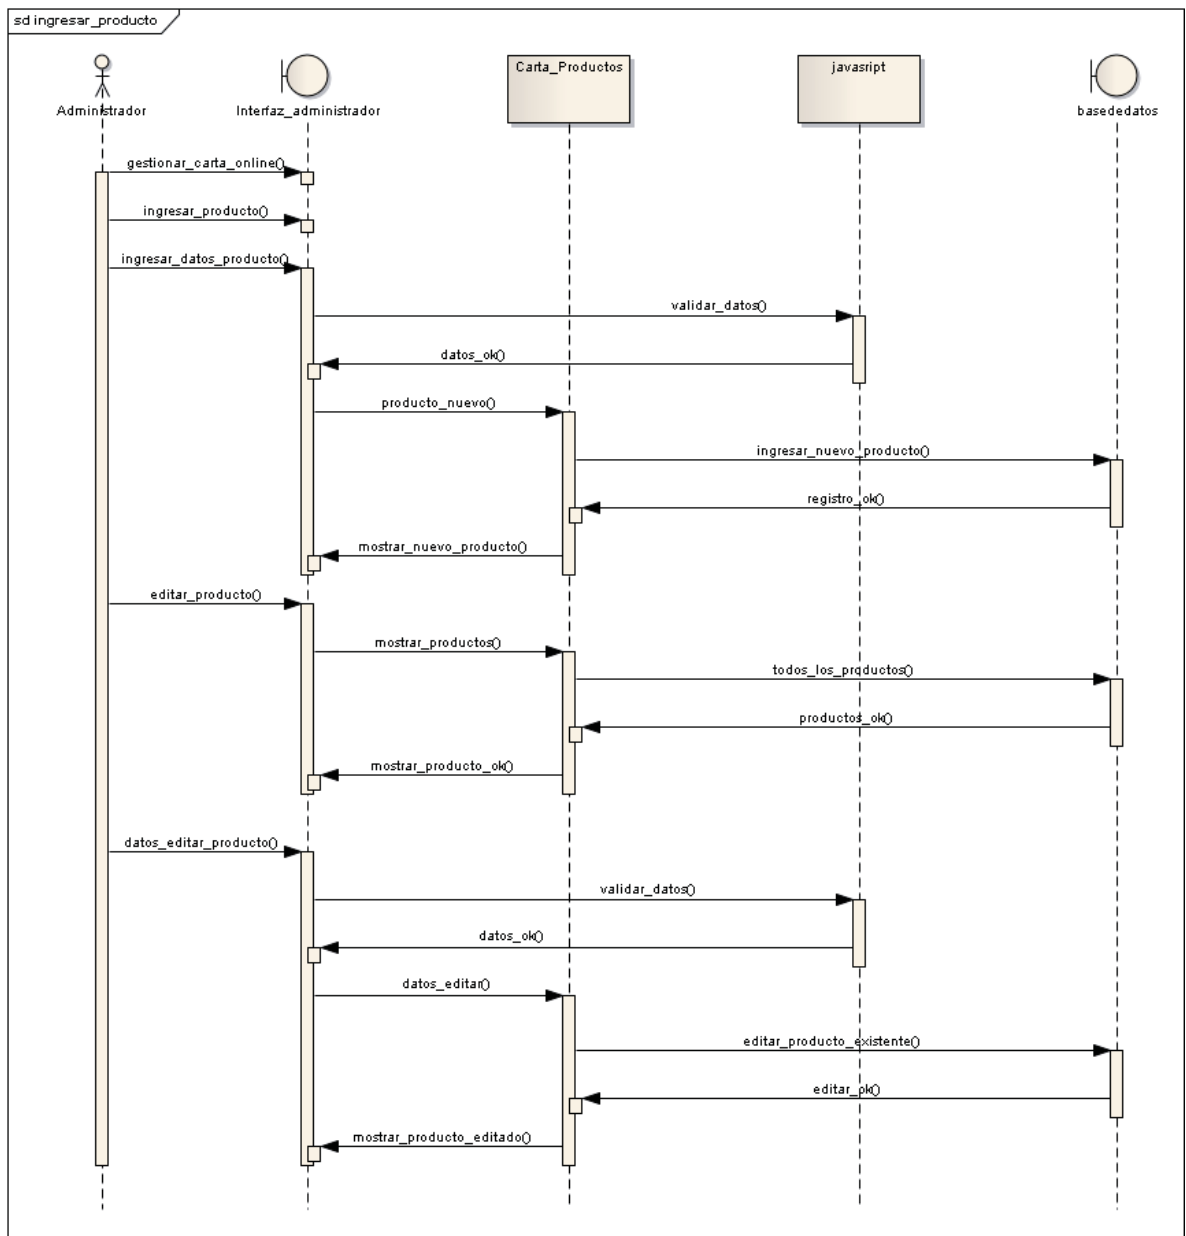 sd ingresar_producto
Administrador
Interfaz_administrador
Carta_Productos
javasript
basededatos
gestionar_carta_online()
ingresar_producto()
ingresar_datos_producto()
validar_datos()
datos_ok()
producto_nuevo()
ingresar_nuevo_producto()
registro_ok()
mostrar_nuevo_producto()
editar_producto()
mostrar_productos()
todos_los_productos()
productos_ok()
mostrar_producto_ok()
datos_editar_producto()
validar_datos()
datos_ok()
datos_editar()
editar_producto_existente()
editar_ok()
mostrar_producto_editado()